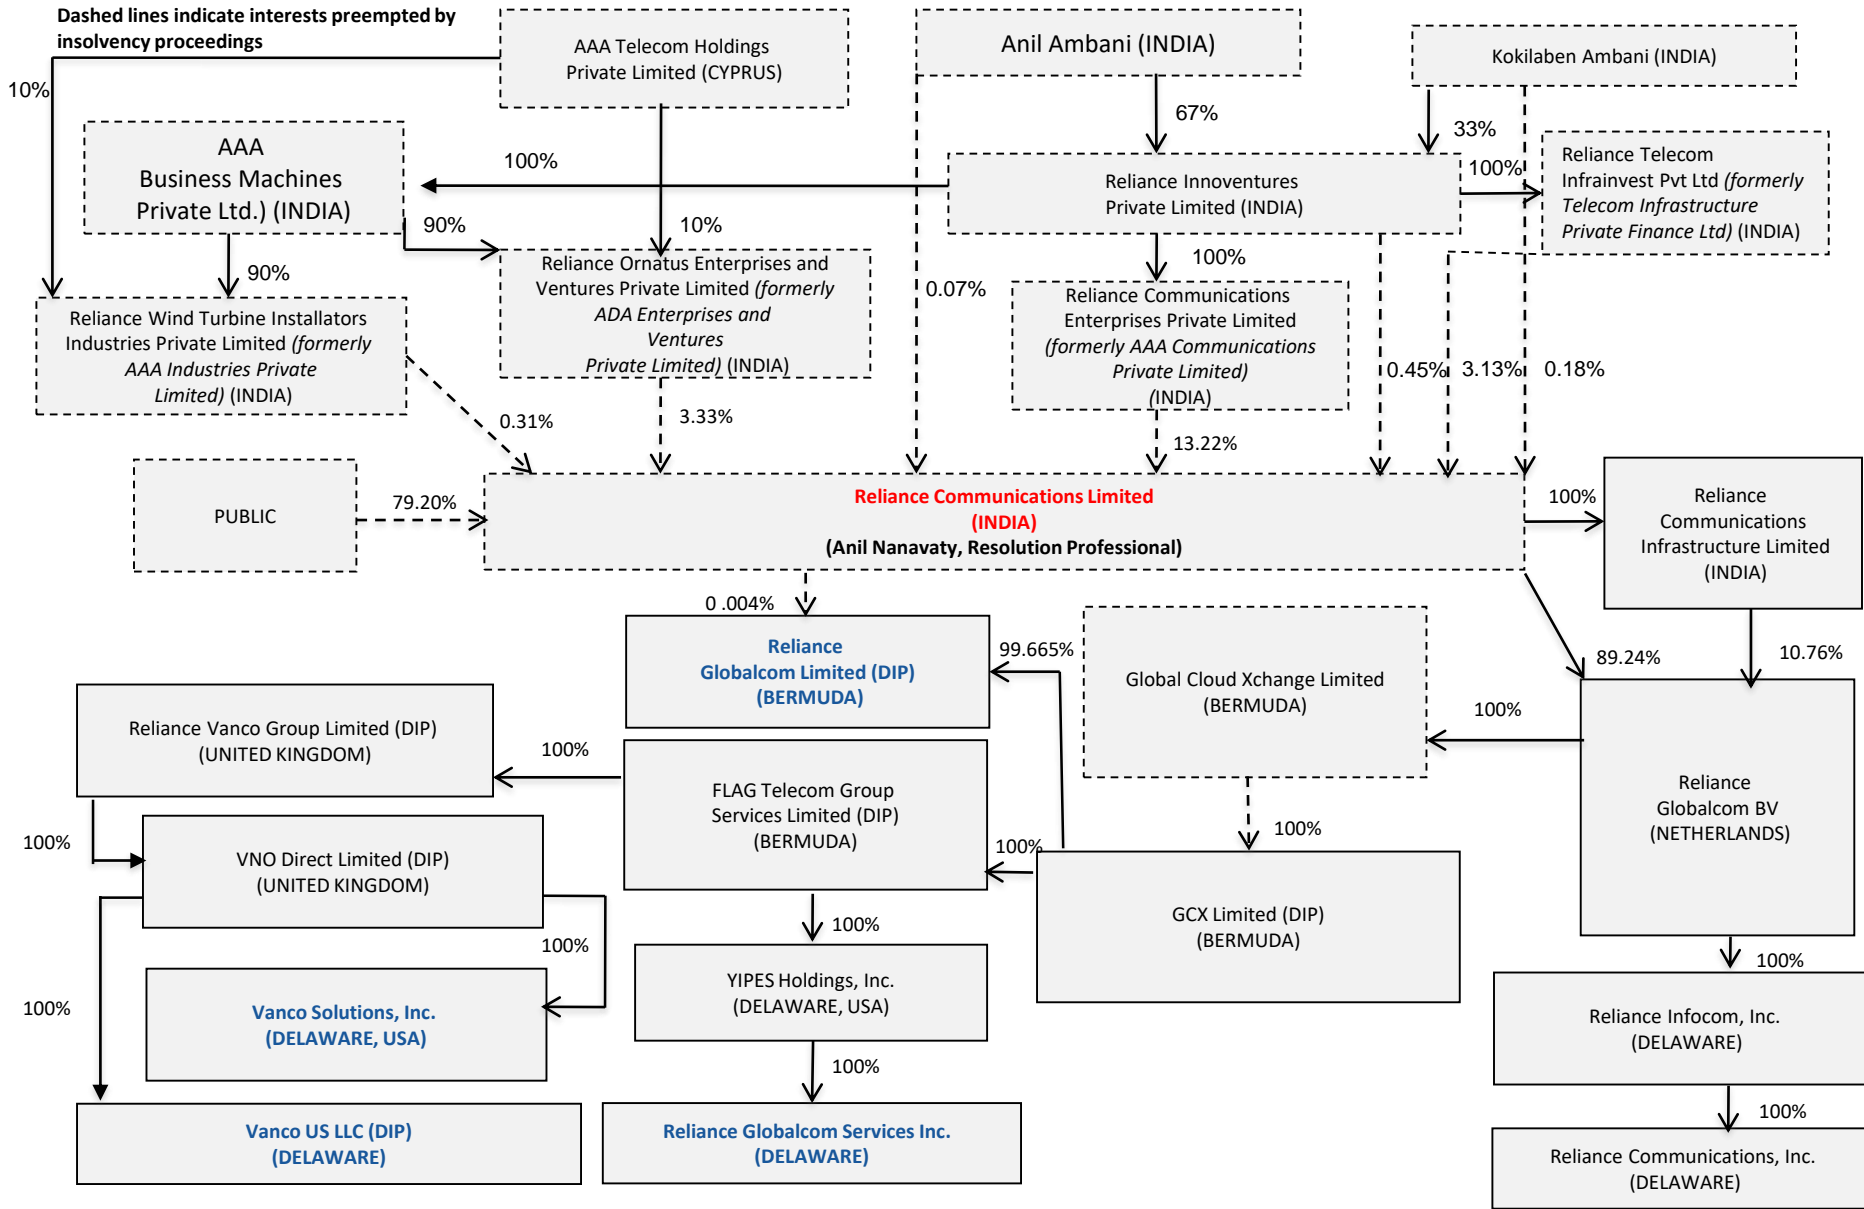 Dashed lines indicate interests preempted by
insolvency proceedings
AAA Telecom Holdings
Private Limited (CYPRUS)
Anil Ambani (INDIA)
Kokilaben Ambani (INDIA)
10%
67%
33%
AAA
Business Machines
Private Ltd.) (INDIA)
100%
Reliance Innoventures
Private Limited (INDIA)
100%
Reliance Telecom
Infrainvest Pvt Ltd (formerly
Telecom Infrastructure
Private Finance Ltd) (INDIA)
90%
10%
90%
100%
Reliance Wind Turbine Installators
Industries Private Limited (formerly
AAA Industries Private
Limited) (INDIA)
Reliance Ornatus Enterprises and
Ventures Private Limited (formerly
ADA Enterprises and
Ventures
Private Limited) (INDIA)
0.07%
Reliance Communications
Enterprises Private Limited
(formerly AAA Communications
Private Limited)
(INDIA)
0.45%
3.13%
0.18%
0.31%
3.33%
13.22%
PUBLIC
79.20%
Reliance Communications Limited
(INDIA)
(Anil Nanavaty, Resolution Professional)
100%
Reliance
Communications
Infrastructure Limited
(INDIA)
0 .004%
Reliance
Globalcom Limited (DIP)
(BERMUDA)
99.665%
Global Cloud Xchange Limited
(BERMUDA)
89.24%
10.76%
Reliance Vanco Group Limited (DIP)
(UNITED KINGDOM)
100%
FLAG Telecom Group
Services Limited (DIP)
(BERMUDA)
100%
Reliance
Globalcom BV
(NETHERLANDS)
100%
VNO Direct Limited (DIP)
(UNITED KINGDOM)
100%
100%
GCX Limited (DIP)
(BERMUDA)
100%
100%
YIPES Holdings, Inc.
(DELAWARE, USA)
100%
100%
Vanco Solutions, Inc.
(DELAWARE, USA)
Reliance Infocom, Inc.
(DELAWARE)
100%
100%
Vanco US LLC (DIP)
(DELAWARE)
Reliance Globalcom Services Inc.
(DELAWARE)
Reliance Communications, Inc.
(DELAWARE)